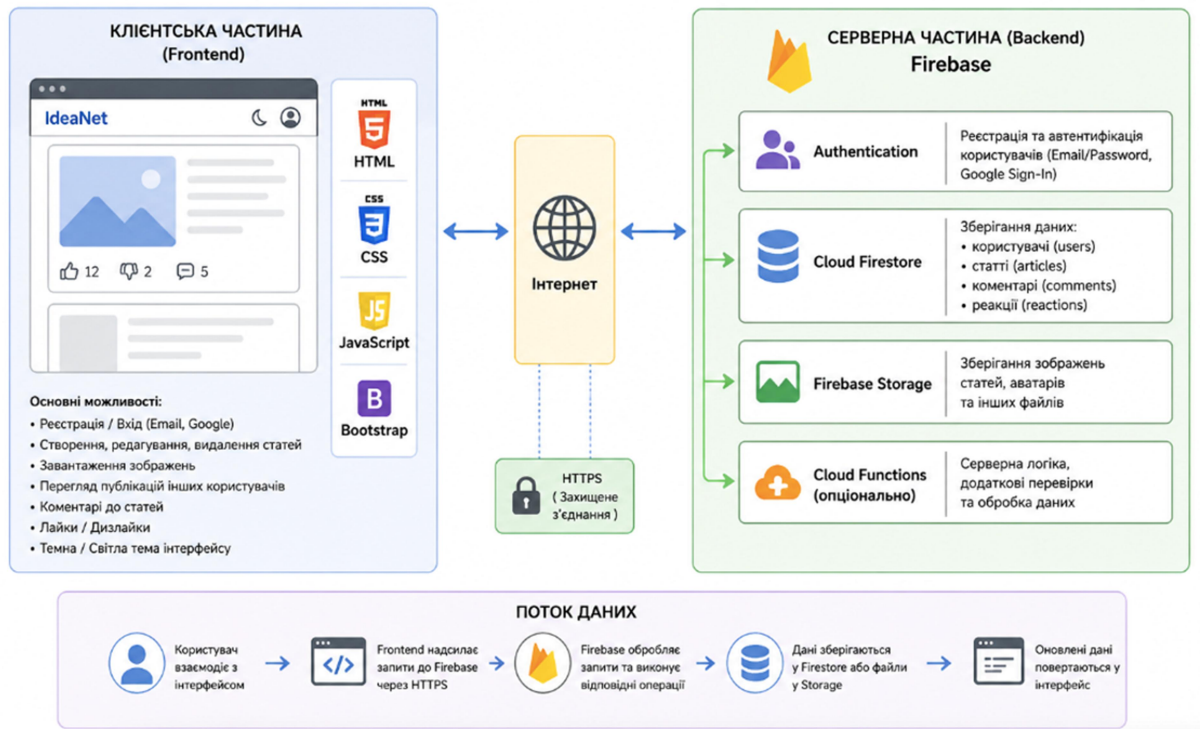 КЛІЄНТСЬКА ЧАСТИНА
(Frontend)
IdeaNet
12
2
5
HTML
5
HTML
CSS
3
CSS
JS
JavaScript
B
Bootstrap
Основні можливості:
• Реєстрація / Вхід (Email, Google)
• Створення, редагування, видалення статей
• Завантаження зображень
• Перегляд публікацій інших користувачів
• Коментарі до статей
• Лайки / Дизлайки
• Темна / Світла тема інтерфейсу
Інтернет
HTTPS
( Захищене
з'єднання )
СЕРВЕРНА ЧАСТИНА (Backend)
Firebase
Authentication
Реєстрація та автентифікація
користувачів (Email/Password,
Google Sign-In)
Cloud Firestore
Зберігання даних:
• користувачі (users)
• статті (articles)
• коментарі (comments)
• реакції (reactions)
Firebase Storage
Зберігання зображень
статей, аватарів
та інших файлів
Cloud Functions
(опціонально)
Серверна логіка,
додаткові перевірки
та обробка даних
ПОТОК ДАНИХ
Користувач
взаємодіє з
інтерфейсом
</>
Frontend надсилає
запити до Firebase
через HTTPS
Firebase обробляє
запити та виконує
відповідні операції
Дані зберігаються
у Firestore або файли
у Storage
Оновлені дані
повертаються у
інтерфейс